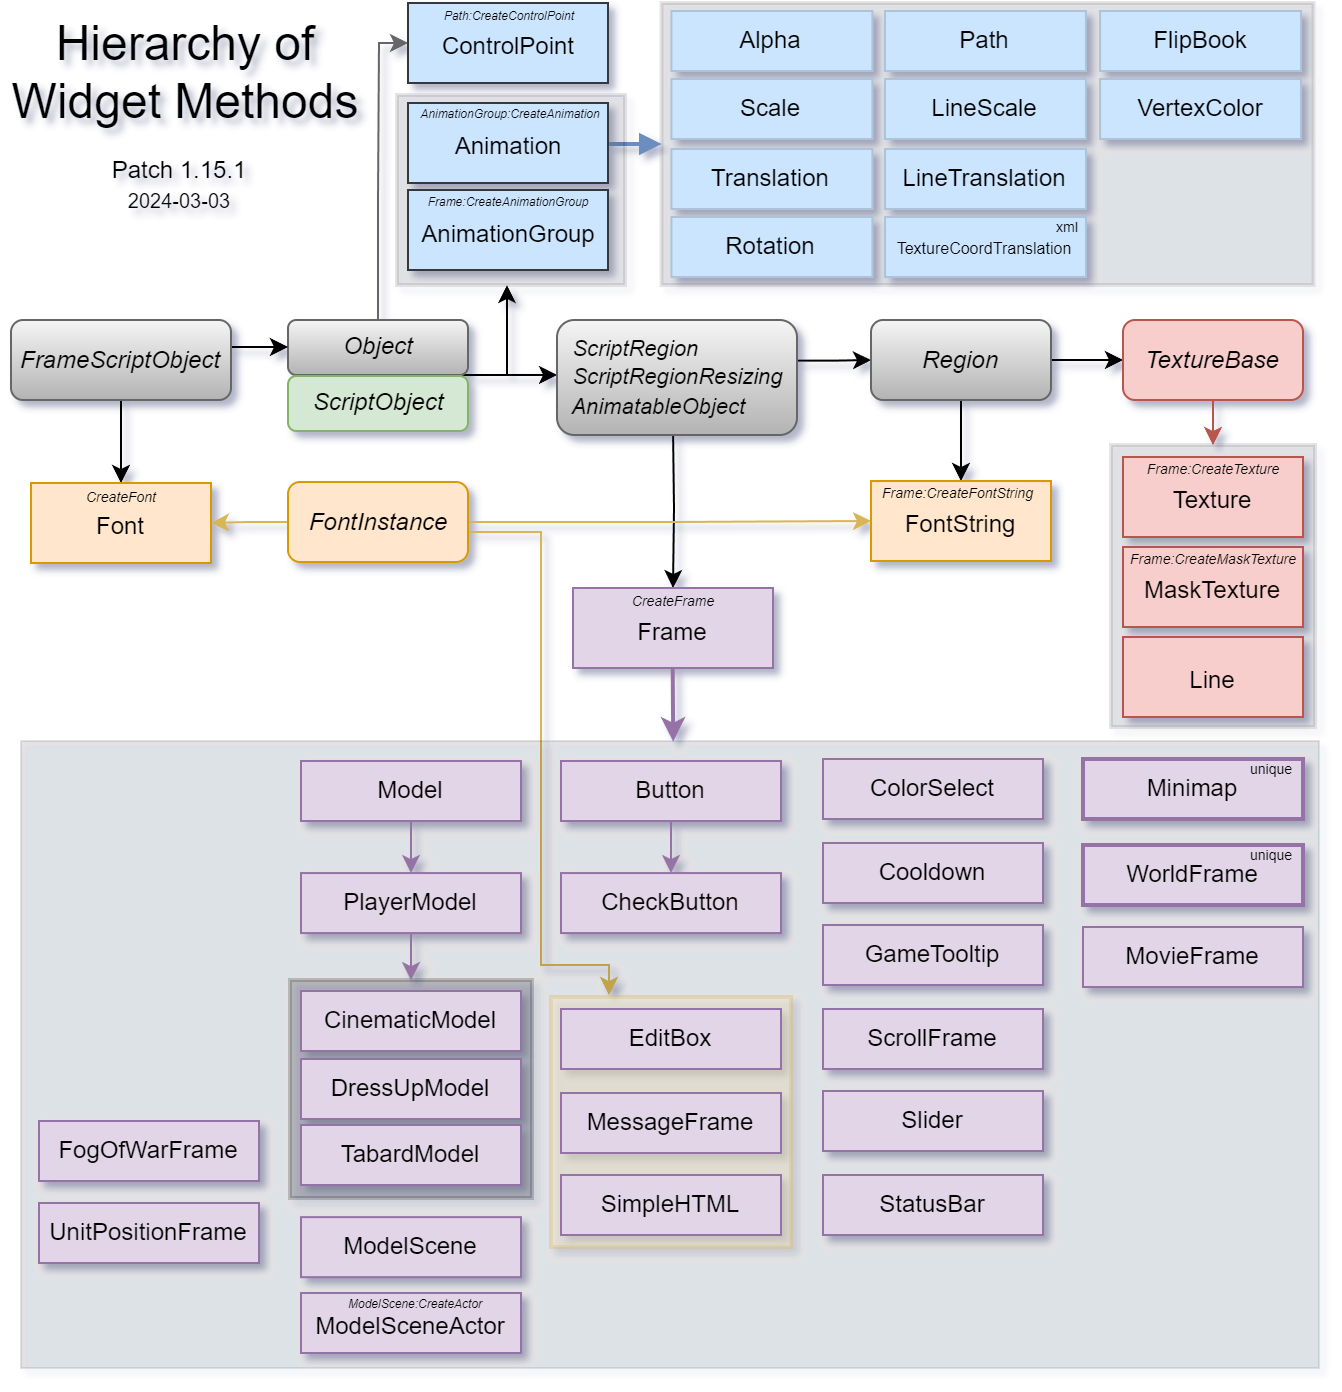 Hierarchy of
Widget Methods
Patch 1.15.1
2024-03-03
Path:CreateControlPoint
ControlPoint
AnimationGroup:CreateAnimation
Animation
Frame:CreateAnimationGroup
AnimationGroup
Alpha
Path
FlipBook
Scale
LineScale
VertexColor
Translation
LineTranslation
Rotation
xml
TextureCoordTranslation
FrameScriptObject
Object
ScriptObject
ScriptRegion
ScriptRegionResizing
AnimatableObject
Region
TextureBase
CreateFont
Font
FontInstance
Frame:CreateFontString
FontString
Frame:CreateTexture
Texture
Frame:CreateMaskTexture
MaskTexture
Line
CreateFrame
Frame
Model
PlayerModel
CinematicModel
DressUpModel
TabardModel
FogOfWarFrame
UnitPositionFrame
ModelScene
ModelScene:CreateActor
ModelSceneActor
Button
CheckButton
EditBox
MessageFrame
SimpleHTML
ColorSelect
Cooldown
GameTooltip
ScrollFrame
Slider
StatusBar
unique
Minimap
unique
WorldFrame
MovieFrame